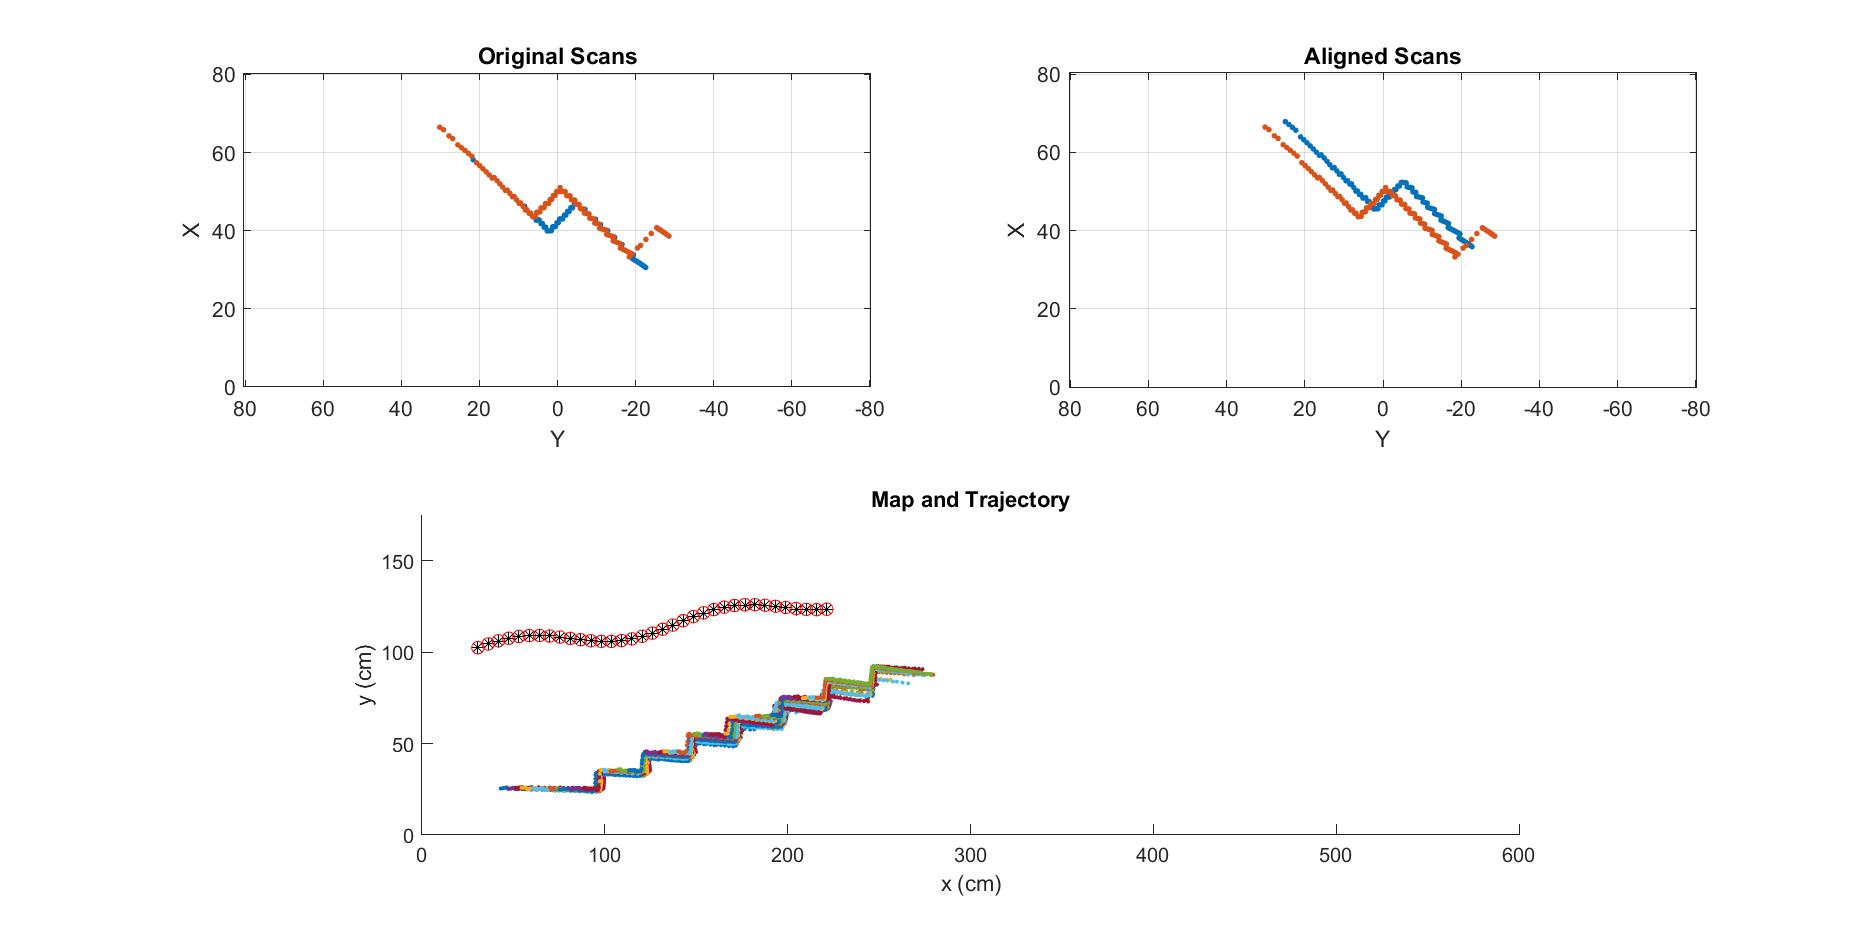 Original Scans
80
60
40
20
0
X
80 60 40 20 0 -20 -40 -60 -80
Y
Aligned Scans
80
60
40
20
0
X
80 60 40 20 0 -20 -40 -60 -80
Y
Map and Trajectory
150
100
50
0
y (cm)
0 100 200 300 400 500 600
x (cm)